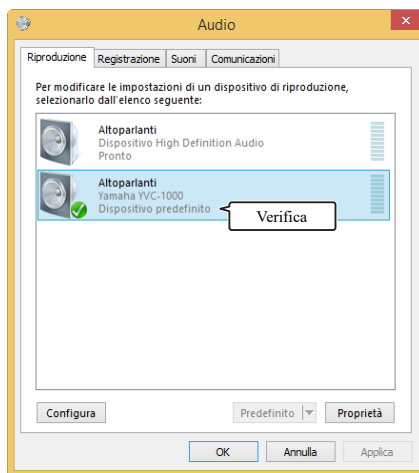 Audio
Riproduzione Registrazione Suoni Comunicazioni
Per modificare le impostazioni di un dispositivo di riproduzione,
selezionarlo dall'elenco seguente:
Altoparlanti
Dispositivo High Definition Audio
Pronto
Altoparlanti
Yamaha YVC-1000
Dispositivo predefinito
Verifica
Configura Predefinito Proprietà
OK Annulla Applica